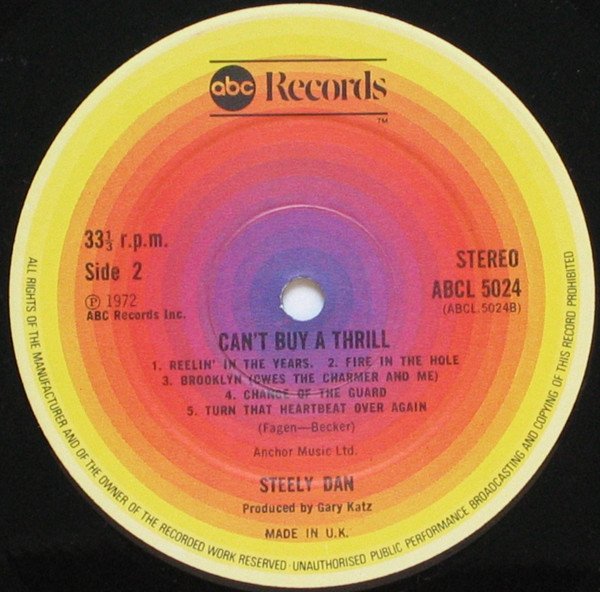 abc Records
TM
33⅓ r.p.m.
Side 2
℗ 1972
ABC Records Inc.
STEREO
ABCL 5024
(ABCL.5024B)
CAN'T BUY A THRILL
1. REELIN' IN THE YEARS. 2. FIRE IN THE HOLE
3. BROOKLYN (OWES THE CHARMER AND ME)
4. CHANGE OF THE GUARD
5. TURN THAT HEARTBEAT OVER AGAIN
(Fagen—Becker)
Anchor Music Ltd.
STEELY DAN
Produced by Gary Katz
MADE IN U.K.
ALL RIGHTS OF THE MANUFACTURER AND OF THE OWNER OF THE RECORDED WORK RESERVED · UNAUTHORISED PUBLIC PERFORMANCE BROADCASTING AND COPYING OF THIS RECORD PROHIBITED